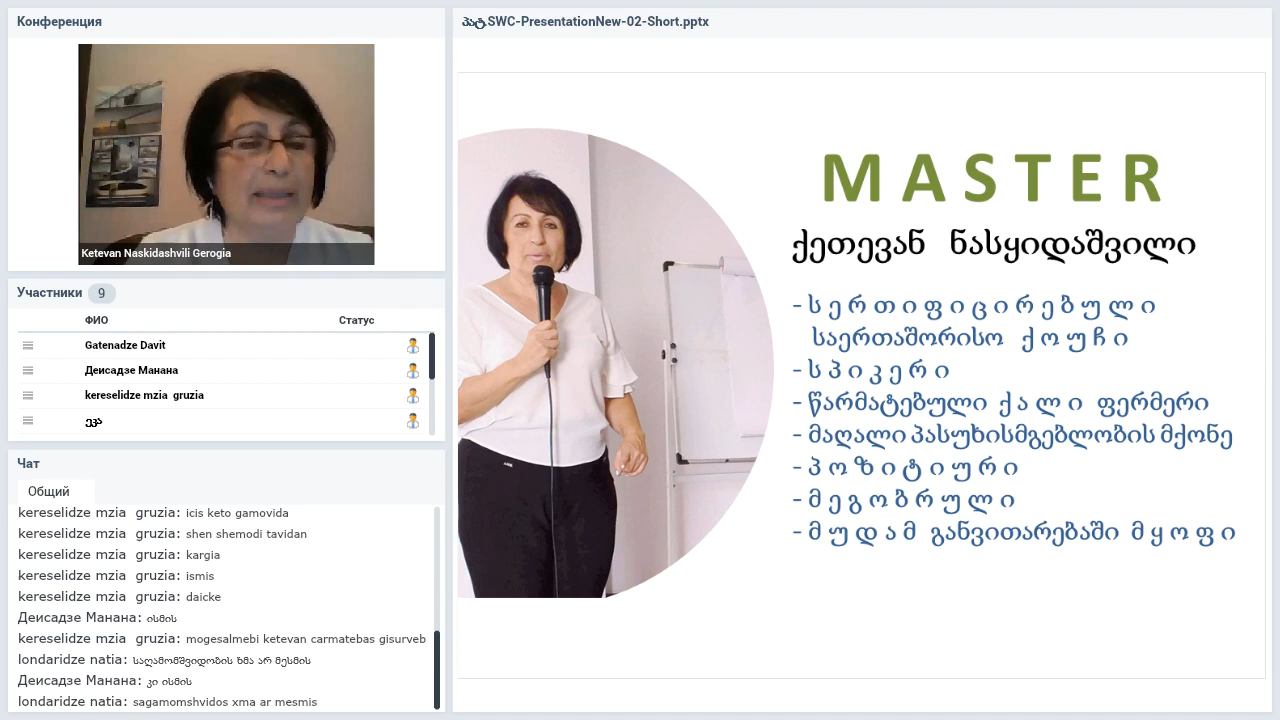 Конференция
Ketevan Naskidashvili Gerogia
Участники 9
ФИО Статус
Gatenadze Davit
Деисадзе Манана
kereselidze mzia gruzia
ეკა
Чат
Общий
kereselidze mzia gruzia: icis keto gamovida
kereselidze mzia gruzia: shen shemodi tavidan
kereselidze mzia gruzia: kargia
kereselidze mzia gruzia: ismis
kereselidze mzia gruzia: daicke
Деисадзе Манана: ისმის
kereselidze mzia gruzia: mogesalmebi ketevan carmatebas gisurveb
londaridze natia: საღამომშვიდობის ხმა არ მესმის
Деисадзе Манана: კი ისმის
londaridze natia: sagamomshvidos xma ar mesmis
პატ.SWC-PresentationNew-02-Short.pptx
MASTER
ქეთევან ნასყიდაშვილი
- სერთიფიცირებული
საერთაშორისო ქოუჩი
- სპიკერი
- წარმატებული ქალი ფერმერი
- მაღალი პასუხისმგებლობის მქონე
- პოზიტიური
- მეგობრული
- მუდამ განვითარებაში მყოფი